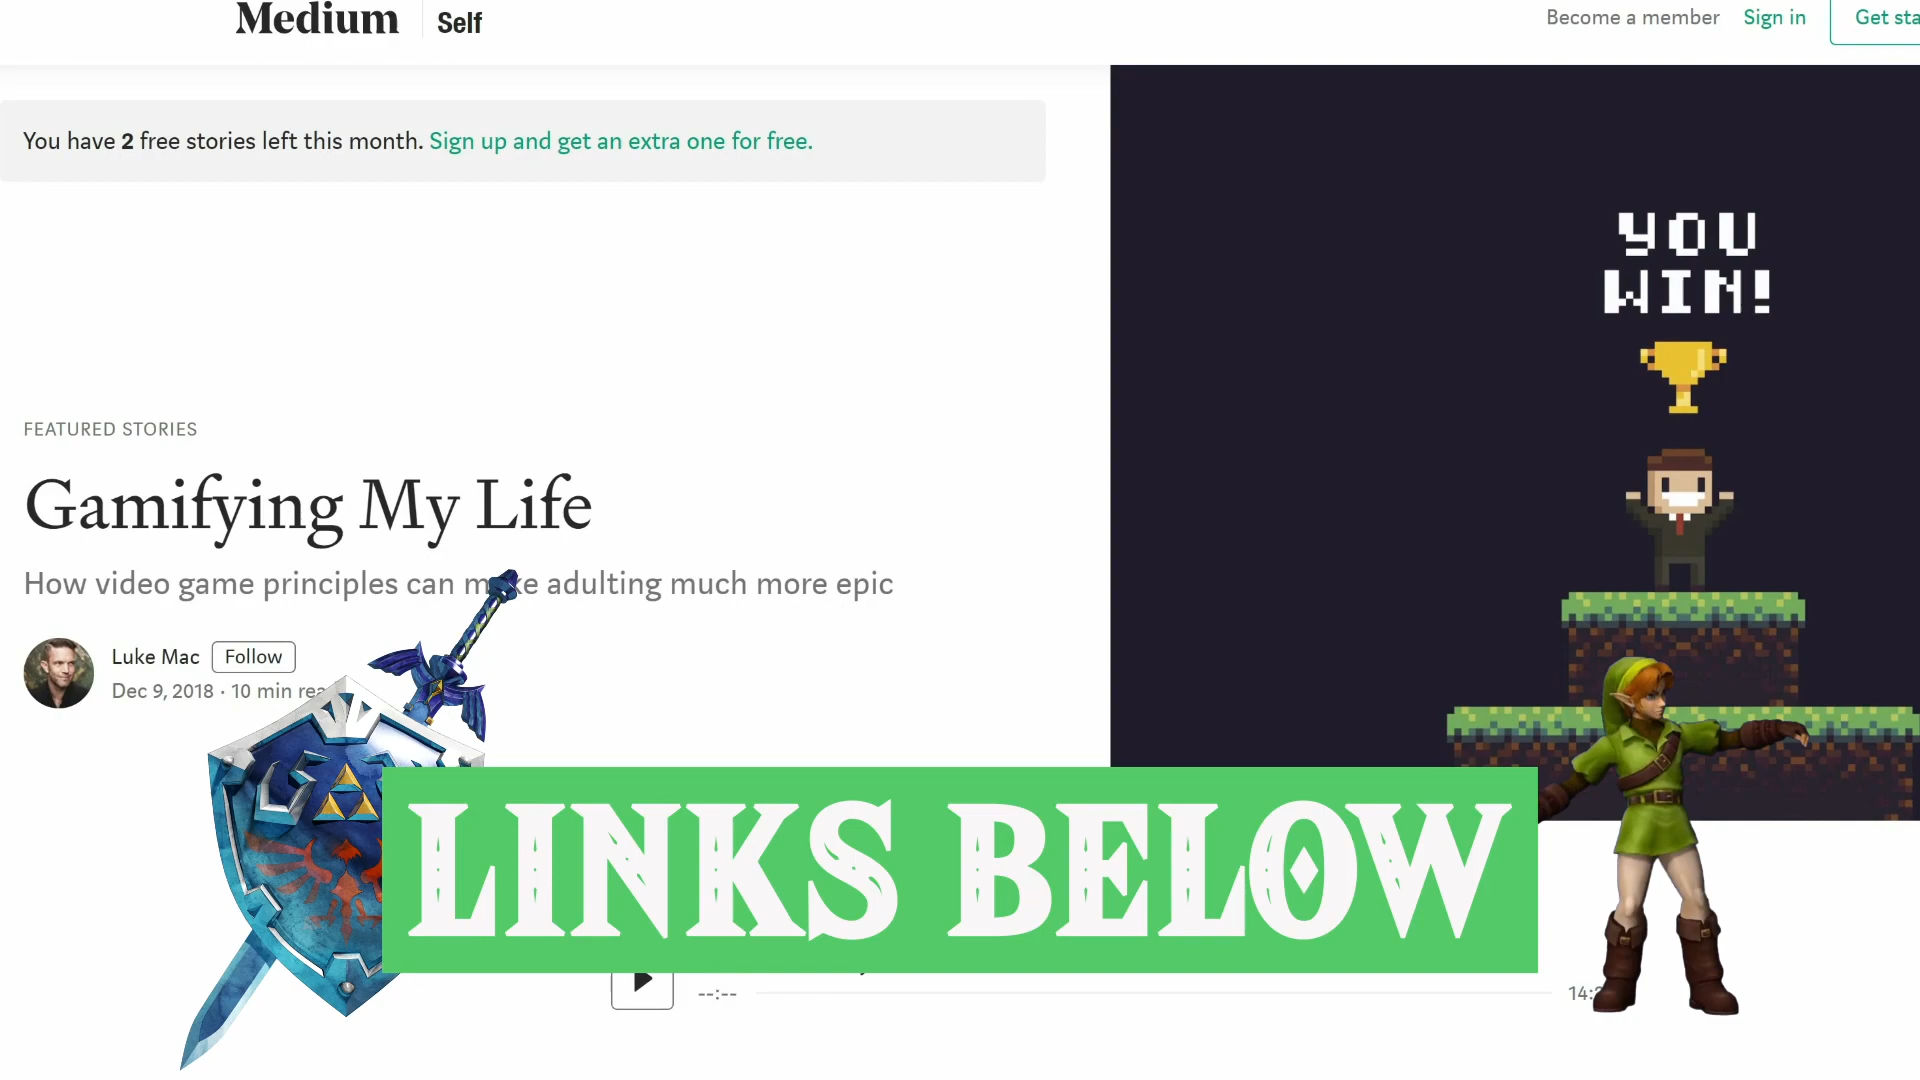 Medium Self
Become a member Sign in
You have 2 free stories left this month. Sign up and get an extra one for free.
YOU
WIN!
FEATURED STORIES
Gamifying My Life
How video game principles can make adulting much more epic
Luke Mac Follow
Dec 9, 2018 · 10 min
LINKS BELOW
--:--